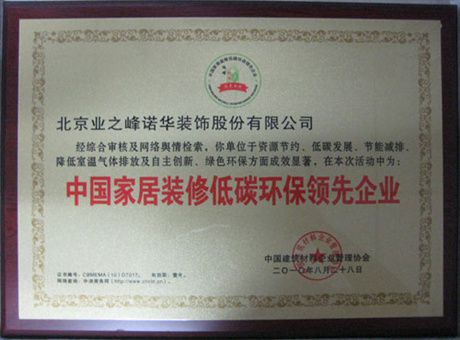 北京业之峰诺华装饰股份有限公司
经综合审核及网络舆情检索，你单位于资源节约、低碳发展、节能减排、
降低室温气体排放及自主创新、绿色环保方面成效显著，在本次活动中为：
中国家居装修低碳环保领先企业
中国建筑材料企业管理协会
二〇一〇年八月二十八日